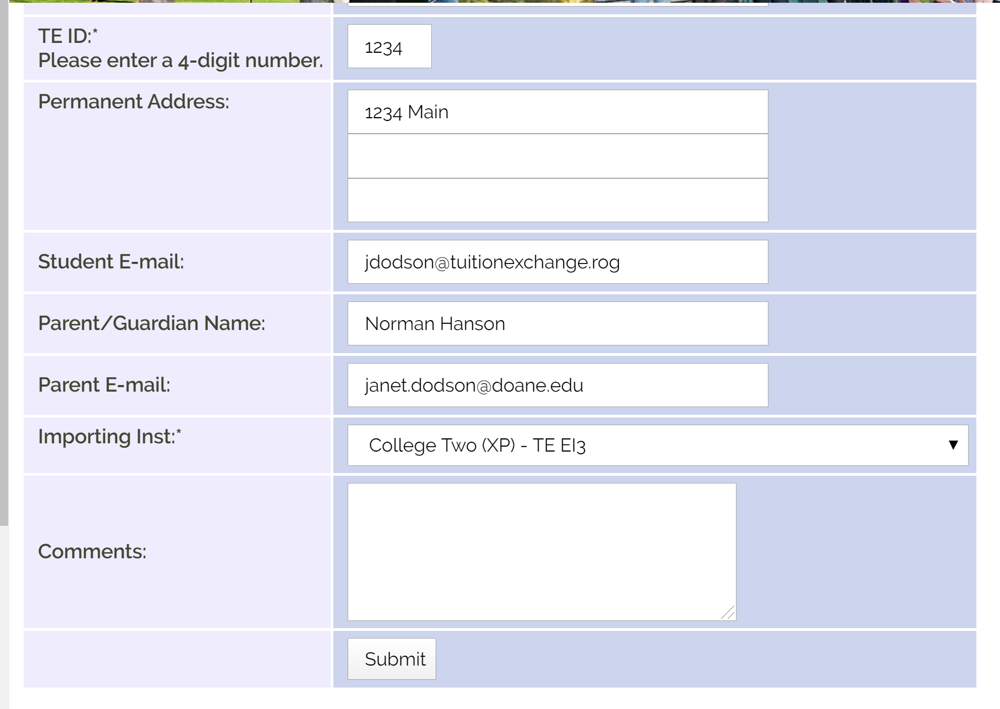 TE ID:*
Please enter a 4-digit number.
1234
Permanent Address:
1234 Main
Student E-mail:
jdodson@tuitionexchange.rog
Parent/Guardian Name:
Norman Hanson
Parent E-mail:
janet.dodson@doane.edu
Importing Inst:*
College Two (XP) - TE EI3
Comments:
Submit